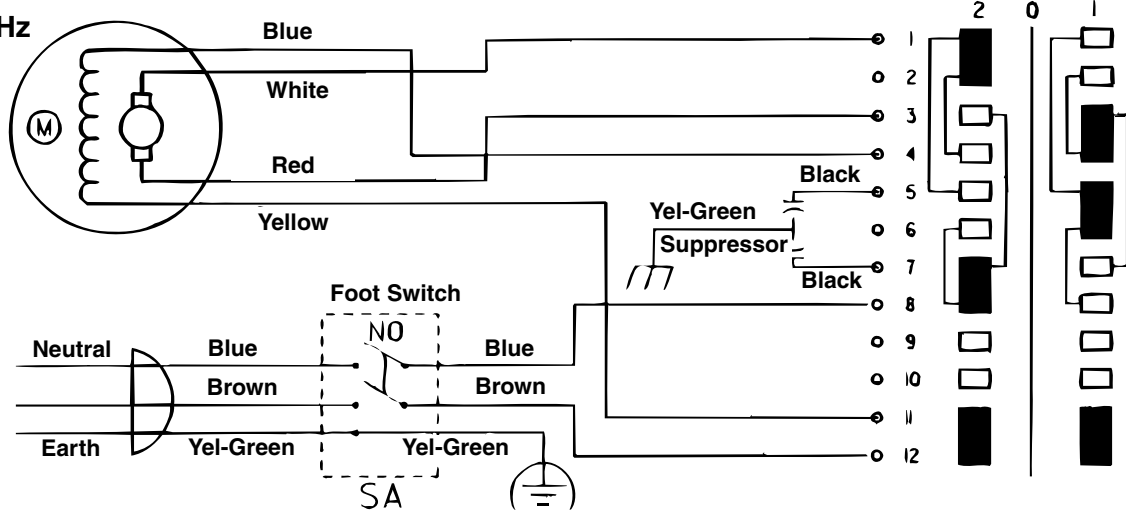 Hz
2 0 1
Blue
1
White
2
M
3
Red
4
Black
5
Yellow
Yel-Green
6
Suppressor
7
Black
8
Foot Switch
NO
Neutral
Blue
Blue
9
Brown
Brown
10
11
Earth
Yel-Green
Yel-Green
12
SA